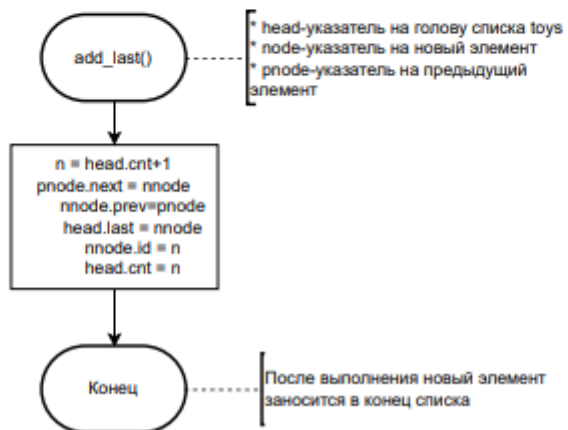 add_last()
* head-указатель на голову списка toys
* node-указатель на новый элемент
* pnode-указатель на предыдущий
элемент
n = head.cnt+1
pnode.next = nnode
nnode.prev=pnode
head.last = nnode
nnode.id = n
head.cnt = n
Конец
После выполнения новый элемент
заносится в конец списка